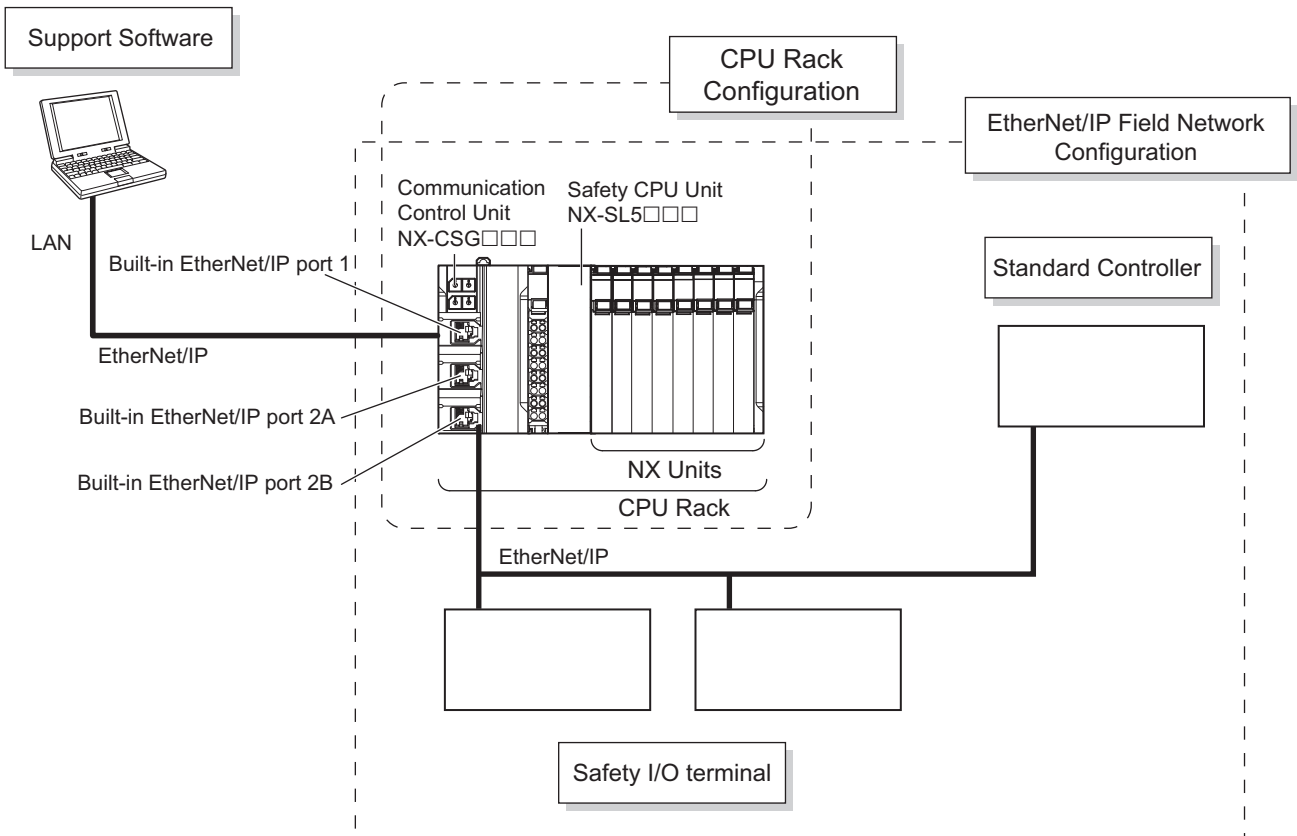 Support Software
CPU Rack
Configuration
EtherNet/IP Field Network
Configuration
Communication
Control Unit
NX-CSG□□□
Safety CPU Unit
NX-SL5□□□
LAN
Built-in EtherNet/IP port 1
Standard Controller
EtherNet/IP
Built-in EtherNet/IP port 2A
Built-in EtherNet/IP port 2B
NX Units
CPU Rack
EtherNet/IP
Safety I/O terminal